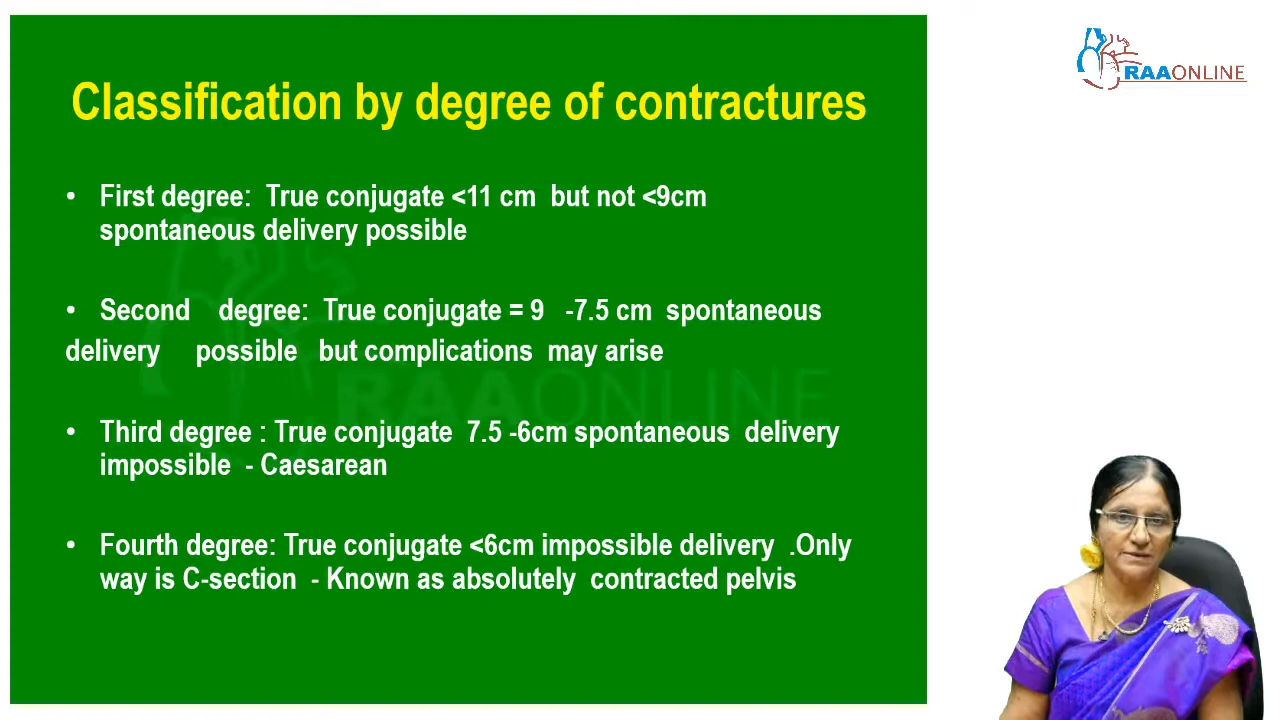 RAAONLINE
Classification by degree of contractures
• First degree: True conjugate <11 cm but not <9cm
spontaneous delivery possible
• Second degree: True conjugate = 9 -7.5 cm spontaneous
delivery possible but complications may arise
• Third degree : True conjugate 7.5 -6cm spontaneous delivery
impossible - Caesarean
• Fourth degree: True conjugate <6cm impossible delivery .Only
way is C-section - Known as absolutely contracted pelvis
RAAONLINE